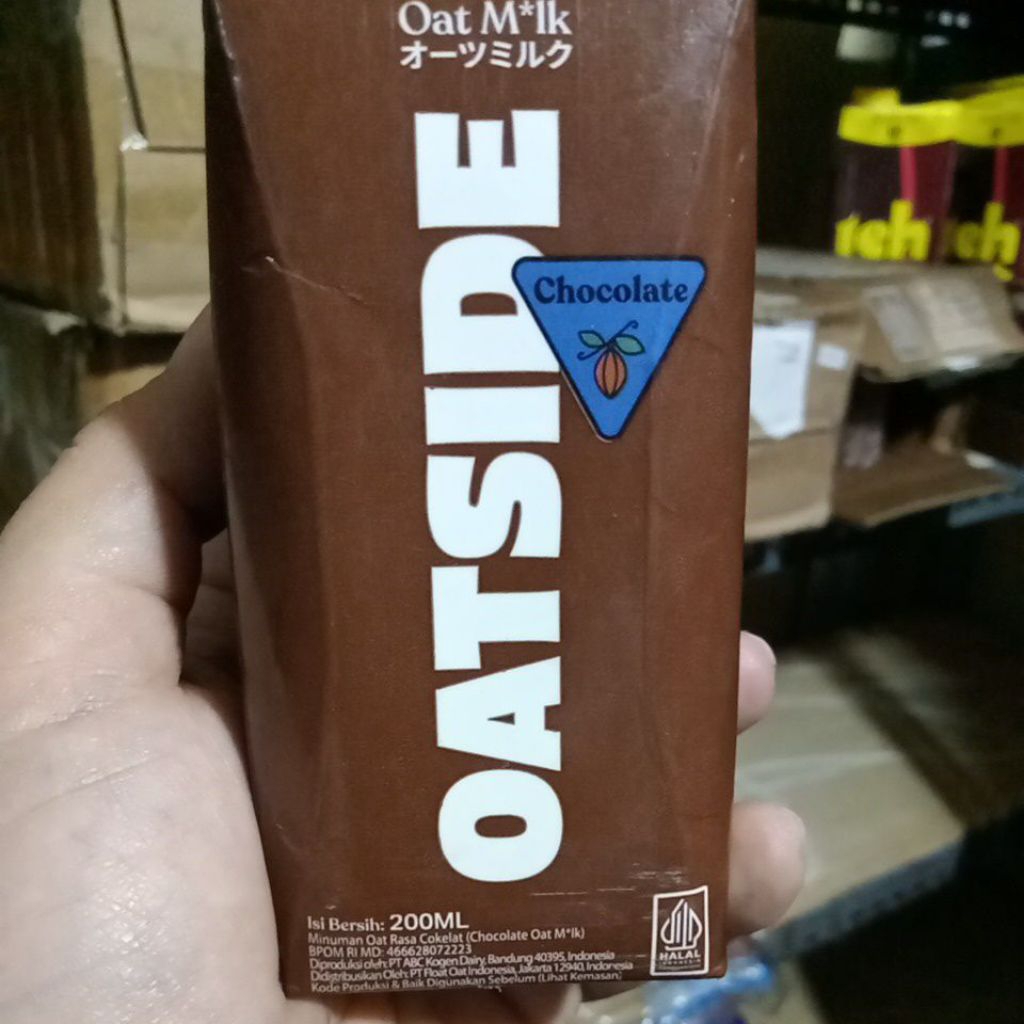 Oat M*lk
オーツミルク
OATSIDE
Chocolate
Isi Bersih: 200ML
Minuman Oat Rasa Cokelat (Chocolate Oat M*lk)
BPOM RI MD: 466628072223
Diproduksi oleh: PT ABC Kogen Dairy, Bandung 40395, Indonesia
Didistribusikan Oleh: PT Float Oat Indonesia, Jakarta 12940, Indonesia
Kode Produksi & Baik Digunakan Sebelum (Lihat Kemasan)
HALAL
INDONESIA